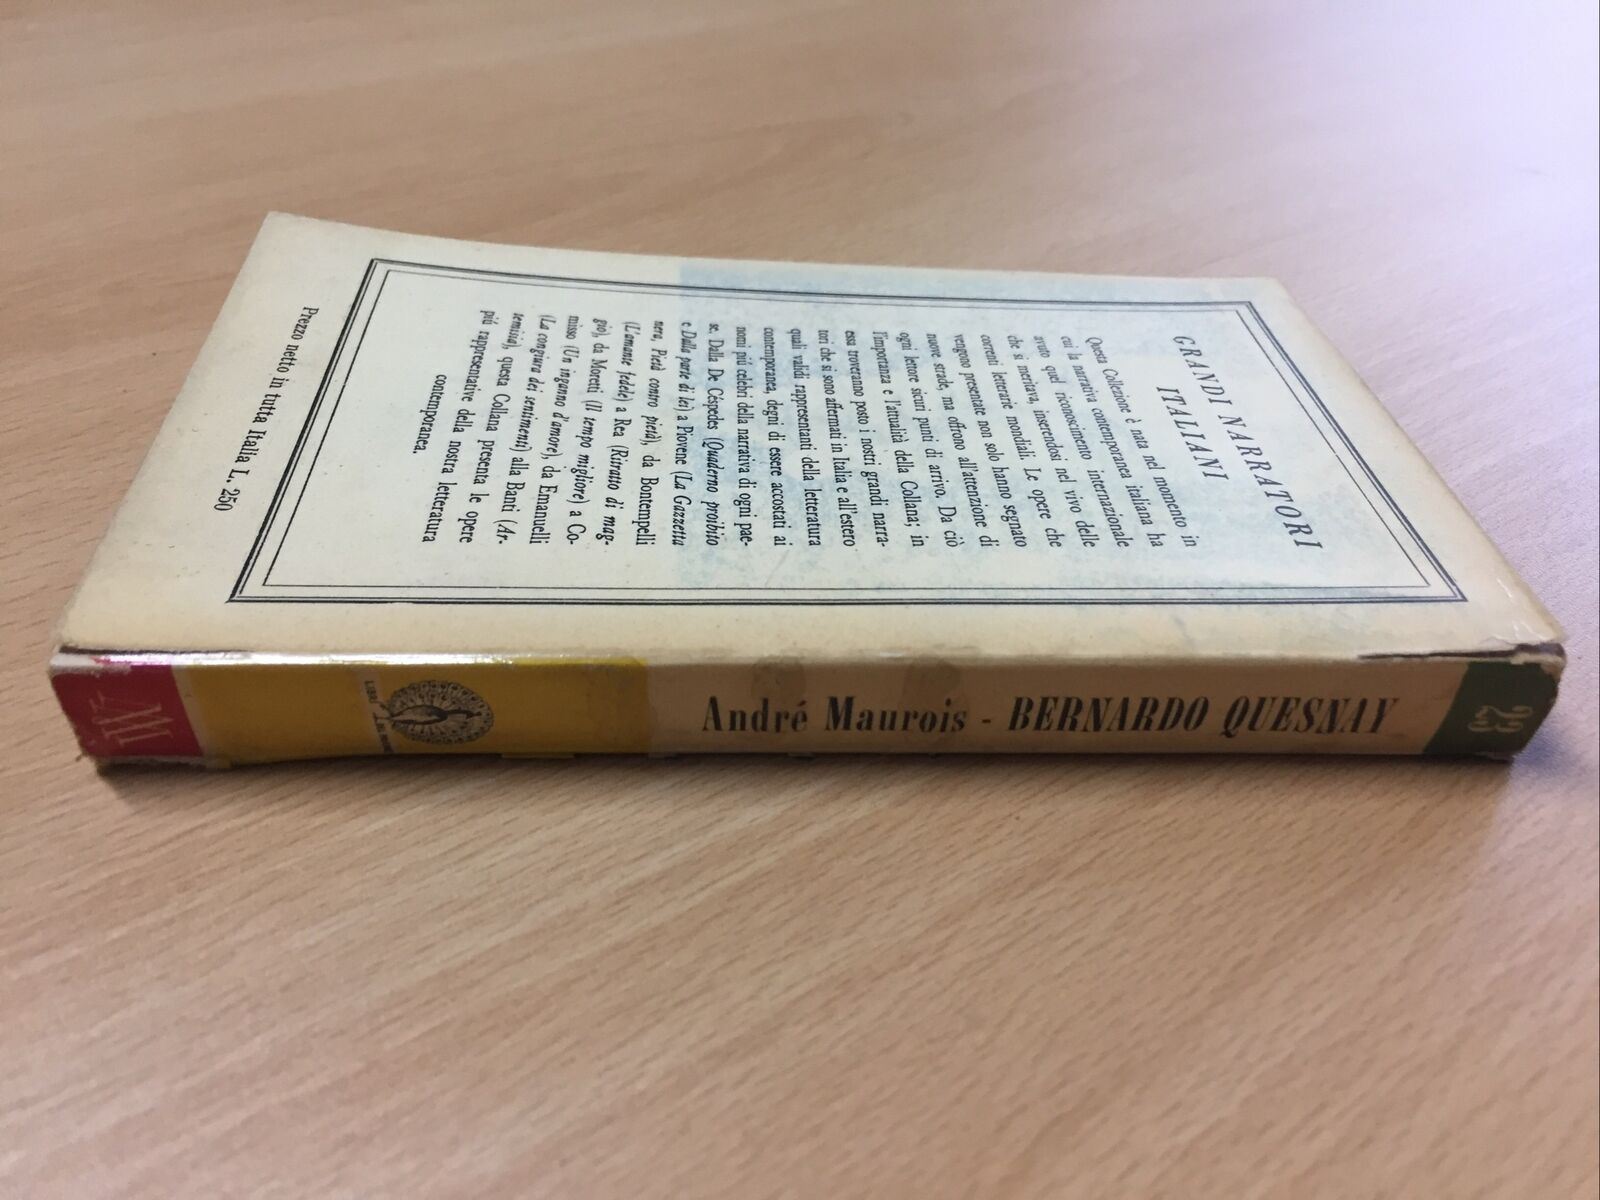 GRANDI NARRATORI
ITALIANI
Questa Collezione è nata nel momento in
cui la narrativa contemporanea italiana ha
avuto quel riconoscimento internazionale
che si meritava, inserendosi nel vivo delle
correnti letterarie mondiali. Le opere che
vengono presentate non solo hanno segnato
nuove strade, ma offrono all'attenzione di
ogni lettore sicuri punti di arrivo. Da ciò
l'importanza e l'attualità della Collana; in
essa troveranno posto i nostri grandi narra-
tori che si sono affermati in Italia e all'estero
quali validi rappresentanti della letteratura
contemporanea, degni di essere accostati ai
nomi più celebri della narrativa di ogni pae-
se. Dalla De Céspedes (Quaderno proibito
e Dalla parte di lei) a Piovene (La Gazzetta
nera, Pietà contro pietà), da Bontempelli
(L'amante fedele) a Rea (Ritratto di mag-
gio), da Moretti (Il tempo migliore) a Co-
misso (Un inganno d'amore), da Emanuelli
(La congiura dei sentimenti) alla Banti (Ar-
temisia), questa Collana presenta le opere
più rappresentative della nostra letteratura
contemporanea.
Prezzo netto in tutta Italia L. 250
LIBRI
André Maurois - BERNARDO QUESNAY
23